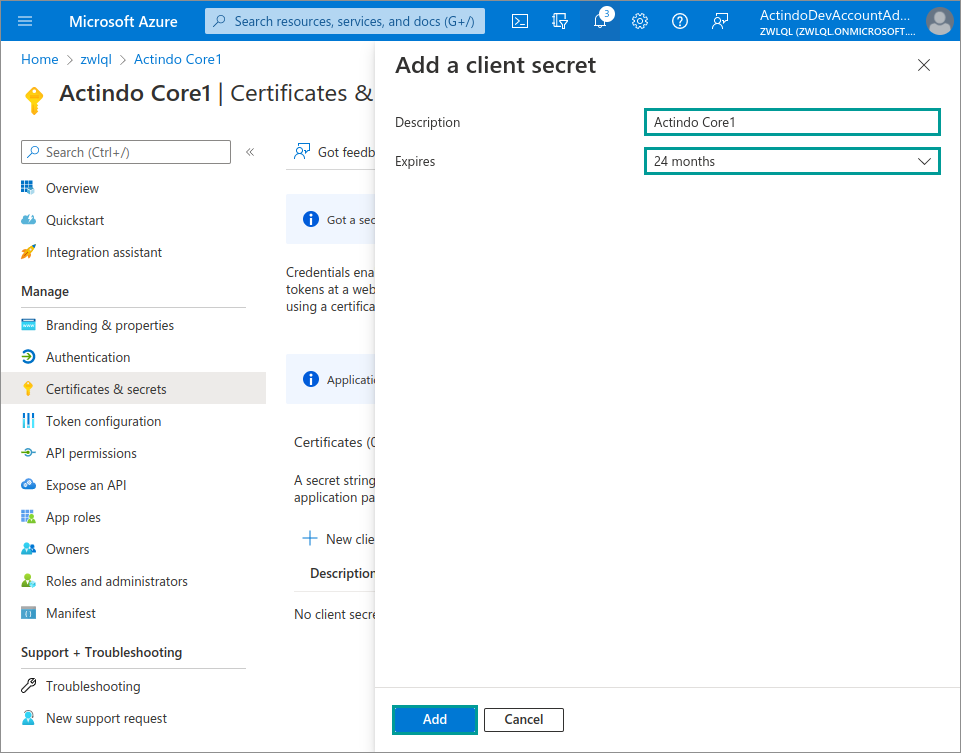 Microsoft Azure
Search resources, services, and docs (G+/)
3
ActindoDevAccountAd...
ZWLQL (ZWLQL.ONMICROSOFT....
Home > zwlql > Actindo Core1
Actindo Core1 | Certificates &
Search (Ctrl+/)
«
Overview
Quickstart
Integration assistant
Manage
Branding & properties
Authentication
Certificates & secrets
Token configuration
API permissions
Expose an API
App roles
Owners
Roles and administrators
Manifest
Support + Troubleshooting
Troubleshooting
New support request
Got feedb
Got a sec
Credentials ena
tokens at a web
using a certifica
Applicatio
Certificates (0
A secret string
application pa
New clie
Description
No client secre
Add a client secret
Description
Actindo Core1
Expires
24 months
Add
Cancel